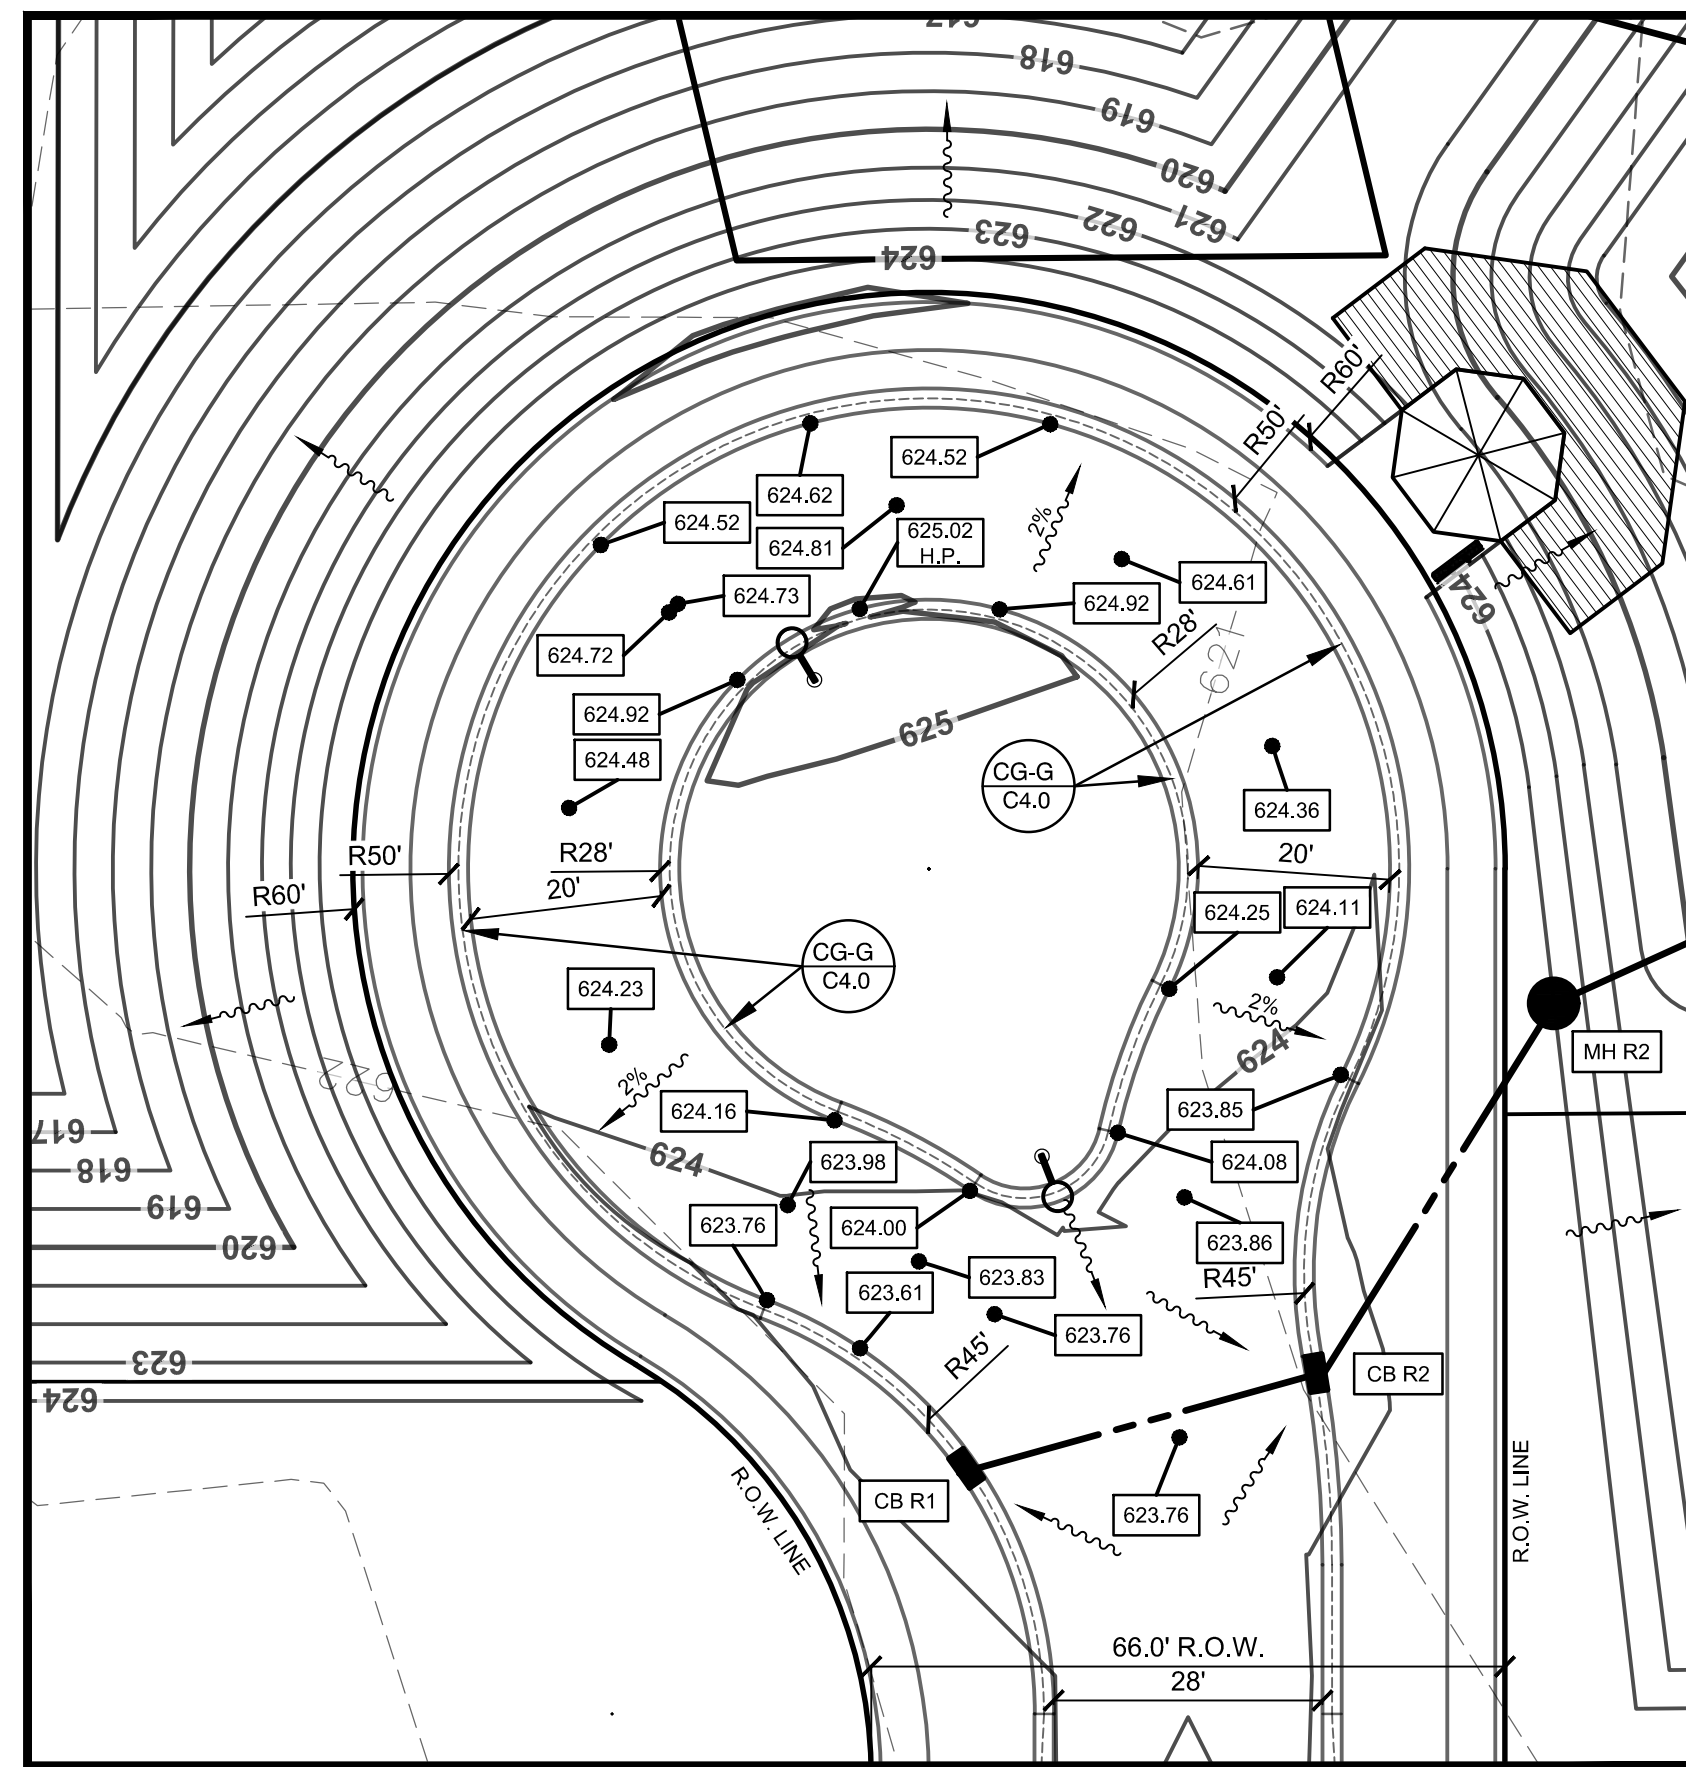 617
618
619
620
621
622
623
624
R60'
R50'
624.52
624.62
624.52
624.81
625.02
H.P.
2%
624.73
624.61
624.92
624
R28'
624.72
621
624.92
625
624.48
CG-G
C4.0
624.36
R50'
R28'
20'
20'
R60'
624.25
624.11
CG-G
C4.0
624.23
2%
624
MH R2
622
2%
624.16
623.85
617
618
624
623.98
624.08
619
623.76
624.00
620
623.86
623.83
R45'
623.61
623.76
R45'
623
CB R2
624
R.O.W. LINE
CB R1
623.76
R.O.W. LINE
66.0' R.O.W.
28'